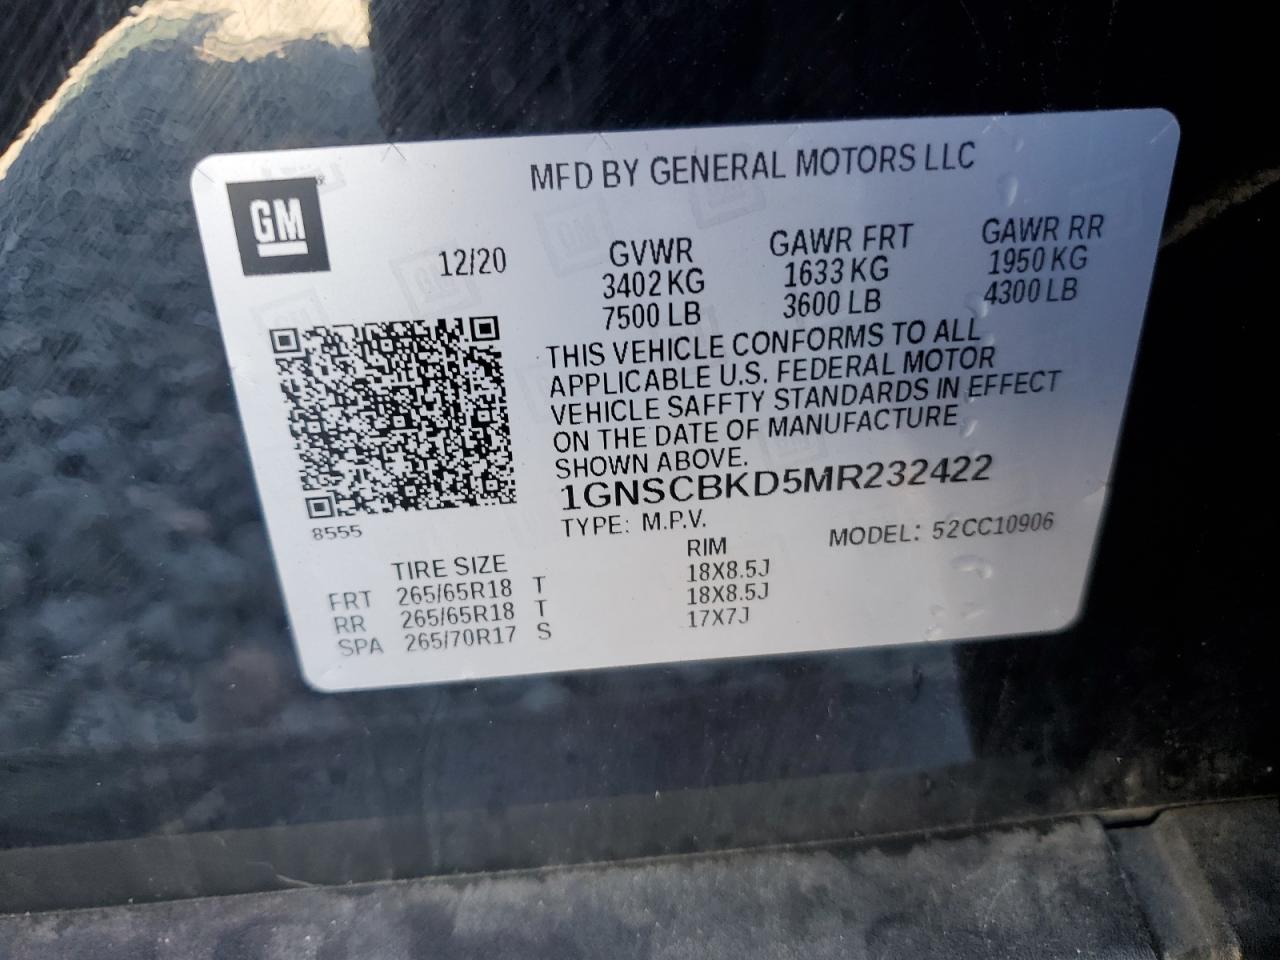 MFD BY GENERAL MOTORS LLC
GM
12/20
GVWR
3402 KG
7500 LB
GAWR FRT
1633 KG
3600 LB
GAWR RR
1950 KG
4300 LB
THIS VEHICLE CONFORMS TO ALL
APPLICABLE U.S. FEDERAL MOTOR
VEHICLE SAFFTY STANDARDS IN EFFECT
ON THE DATE OF MANUFACTURE
SHOWN ABOVE.
1GNSCBKD5MR232422
TYPE: M.P.V.
MODEL: 52CC10906
8555
TIRE SIZE RIM
FRT 265/65R18 T 18X8.5J
RR 265/65R18 T 18X8.5J
SPA 265/70R17 S 17X7J